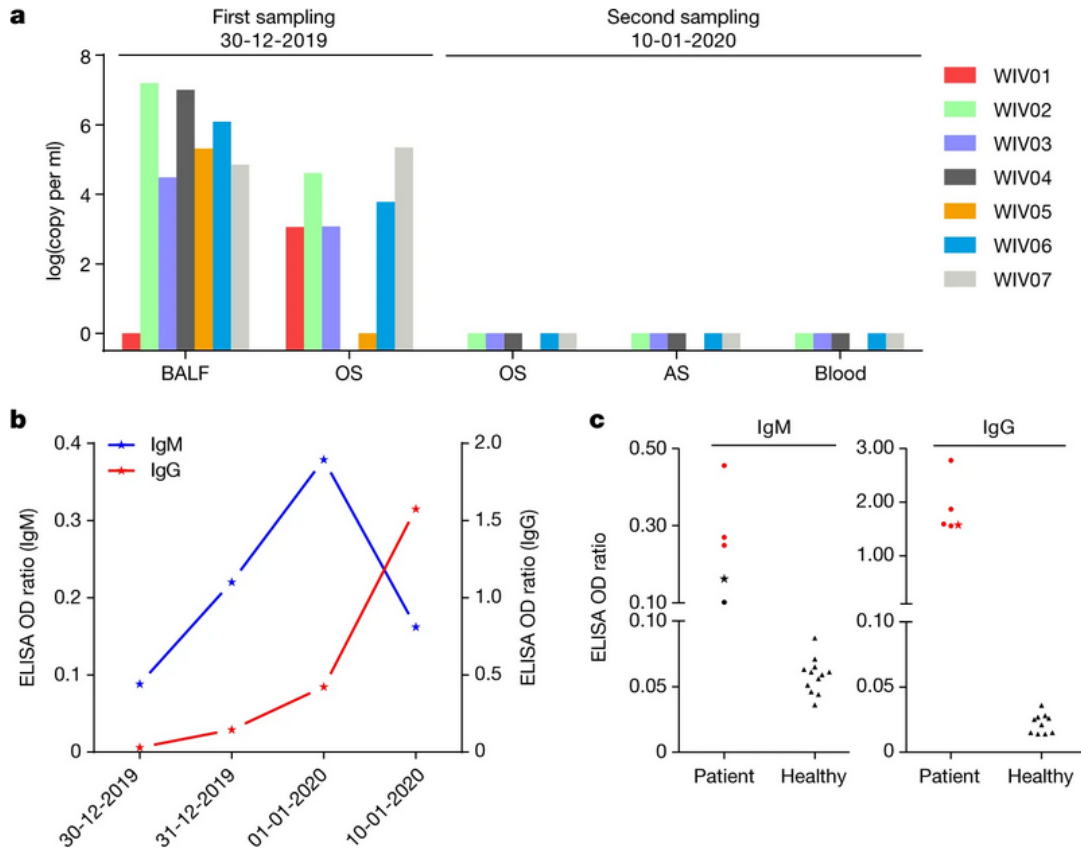 a
First sampling
30-12-2019
Second sampling
10-01-2020
log(copy per ml)
8
6
4
2
0
BALF
OS
OS
AS
Blood
WIV01
WIV02
WIV03
WIV04
WIV05
WIV06
WIV07
b
IgM
IgG
ELISA OD ratio (IgM)
0.4
0.3
0.2
0.1
0
ELISA OD ratio (IgG)
2.0
1.5
1.0
0.5
0
30-12-2019
31-12-2019
01-01-2020
10-01-2020
c
IgM
ELISA OD ratio
0.50
0.30
0.10
0.10
0.05
0
Patient
Healthy
IgG
3.00
2.00
1.00
0.10
0.05
0
Patient
Healthy